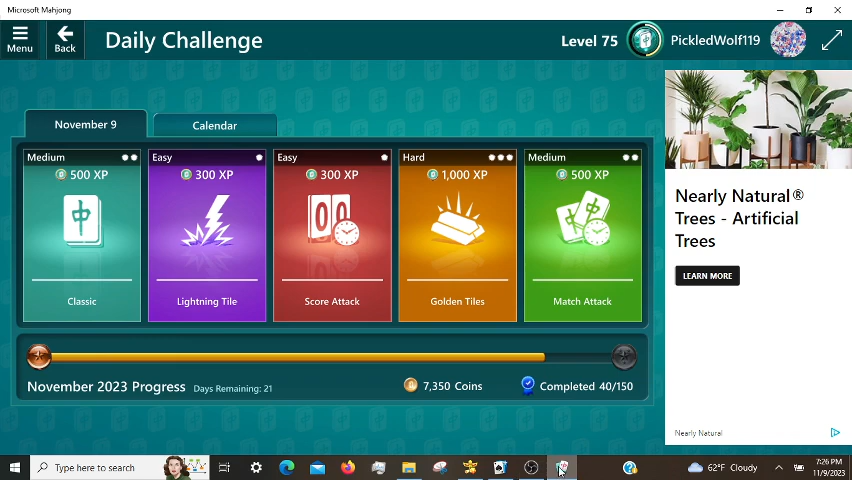 Microsoft Mahjong
Menu
Back
Daily Challenge
Level 75
PickledWolf119
November 9
Calendar
Medium
500 XP
中
Classic
Easy
300 XP
Lightning Tile
Easy
300 XP
00
Score Attack
Hard
1,000 XP
Golden Tiles
Medium
500 XP
中
Match Attack
November 2023 Progress
Days Remaining: 21
7,350 Coins
Completed 40/150
Nearly Natural®
Trees - Artificial
Trees
LEARN MORE
Nearly Natural
Type here to search
62°F Cloudy
7:26 PM
11/9/2023